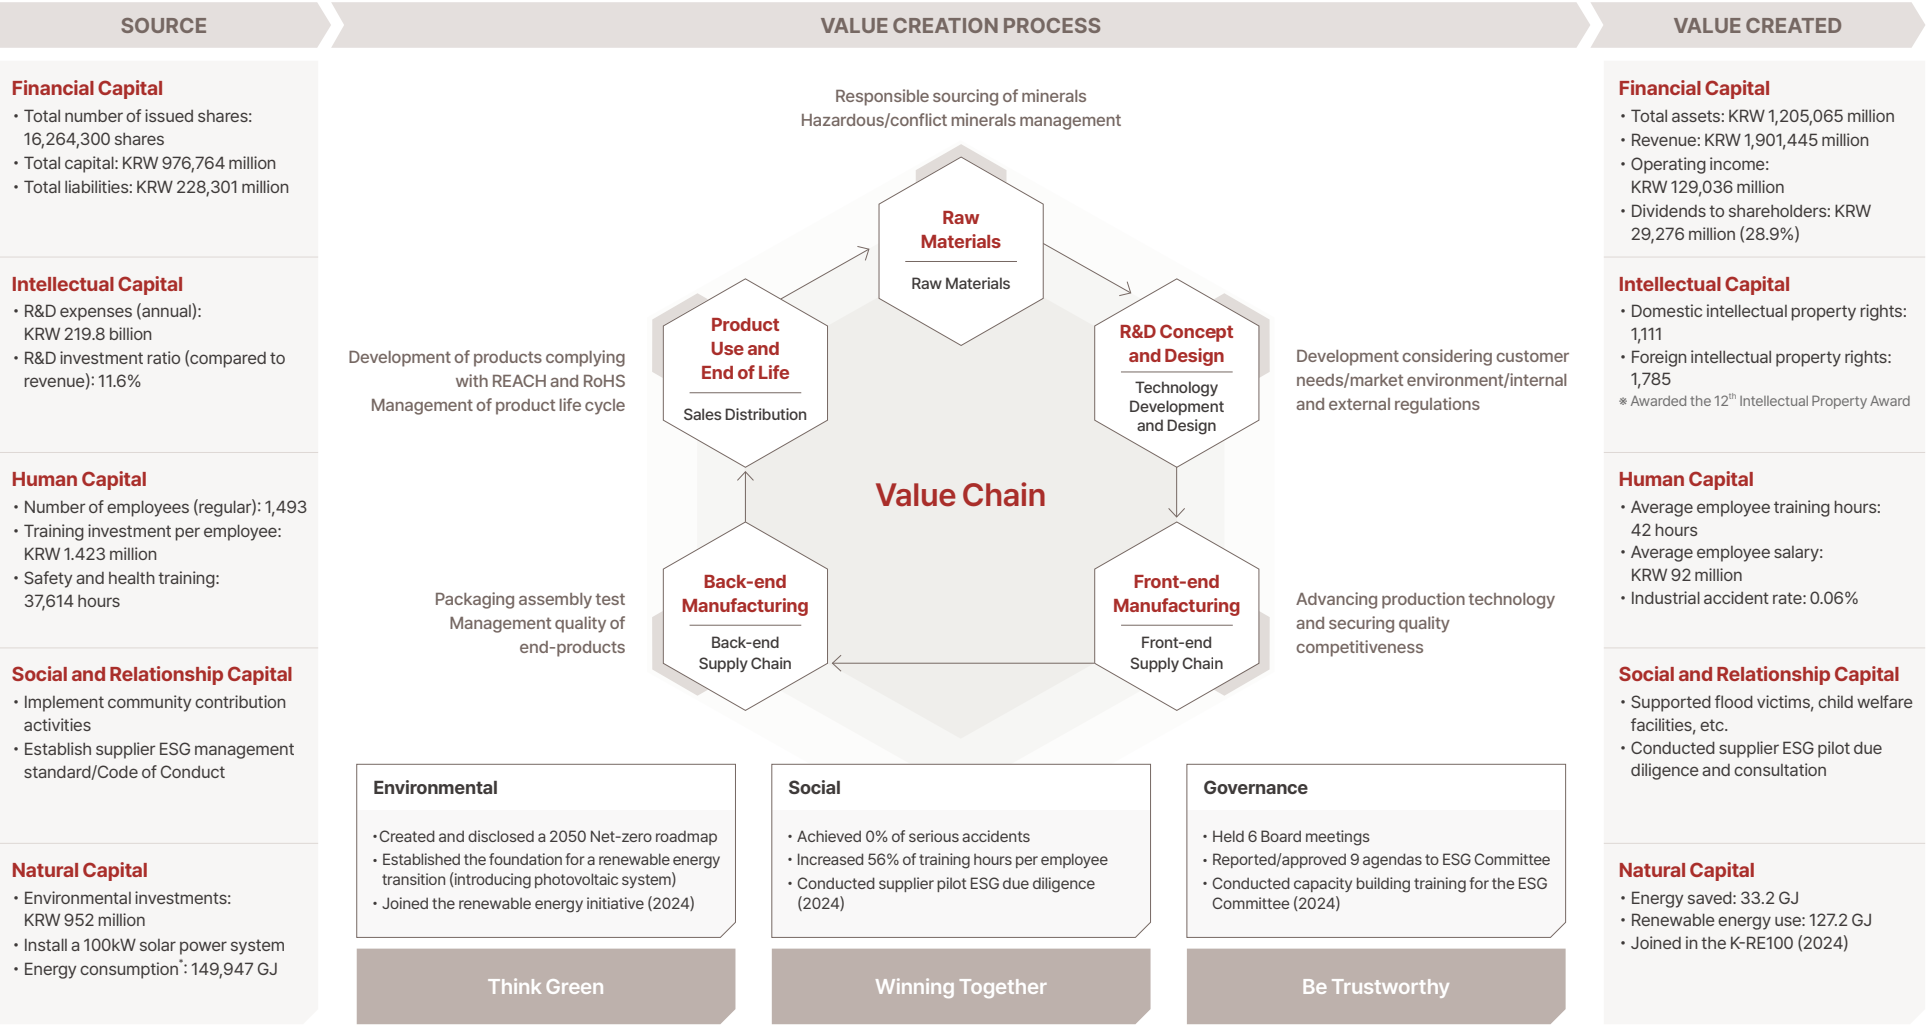 SOURCE
VALUE CREATION PROCESS
VALUE CREATED
Financial Capital
• Total number of issued shares:
16,264,300 shares
• Total capital: KRW 976,764 million
• Total liabilities: KRW 228,301 million
Intellectual Capital
• R&D expenses (annual):
KRW 219.8 billion
• R&D investment ratio (compared to
revenue): 11.6%
Human Capital
• Number of employees (regular): 1,493
• Training investment per employee:
KRW 1.423 million
• Safety and health training:
37,614 hours
Social and Relationship Capital
• Implement community contribution
activities
• Establish supplier ESG management
standard/Code of Conduct
Natural Capital
• Environmental investments:
KRW 952 million
• Install a 100kW solar power system
• Energy consumption*: 149,947 GJ
Responsible sourcing of minerals
Hazardous/conflict minerals management
Raw
Materials
Raw Materials
R&D Concept
and Design
Technology
Development
and Design
Development considering customer
needs/market environment/internal
and external regulations
Front-end
Manufacturing
Front-end
Supply Chain
Advancing production technology
and securing quality
competitiveness
Back-end
Manufacturing
Back-end
Supply Chain
Packaging assembly test
Management quality of
end-products
Product
Use and
End of Life
Sales Distribution
Development of products complying
with REACH and RoHS
Management of product life cycle
Value Chain
Environmental
• Created and disclosed a 2050 Net-zero roadmap
• Established the foundation for a renewable energy
transition (introducing photovoltaic system)
• Joined the renewable energy initiative (2024)
Think Green
Social
• Achieved 0% of serious accidents
• Increased 56% of training hours per employee
• Conducted supplier pilot ESG due diligence
(2024)
Winning Together
Governance
• Held 6 Board meetings
• Reported/approved 9 agendas to ESG Committee
• Conducted capacity building training for the ESG
Committee (2024)
Be Trustworthy
Financial Capital
• Total assets: KRW 1,205,065 million
• Revenue: KRW 1,901,445 million
• Operating income:
KRW 129,036 million
• Dividends to shareholders: KRW
29,276 million (28.9%)
Intellectual Capital
• Domestic intellectual property rights:
1,111
• Foreign intellectual property rights:
1,785
※ Awarded the 12th Intellectual Property Award
Human Capital
• Average employee training hours:
42 hours
• Average employee salary:
KRW 92 million
• Industrial accident rate: 0.06%
Social and Relationship Capital
• Supported flood victims, child welfare
facilities, etc.
• Conducted supplier ESG pilot due
diligence and consultation
Natural Capital
• Energy saved: 33.2 GJ
• Renewable energy use: 127.2 GJ
• Joined in the K-RE100 (2024)